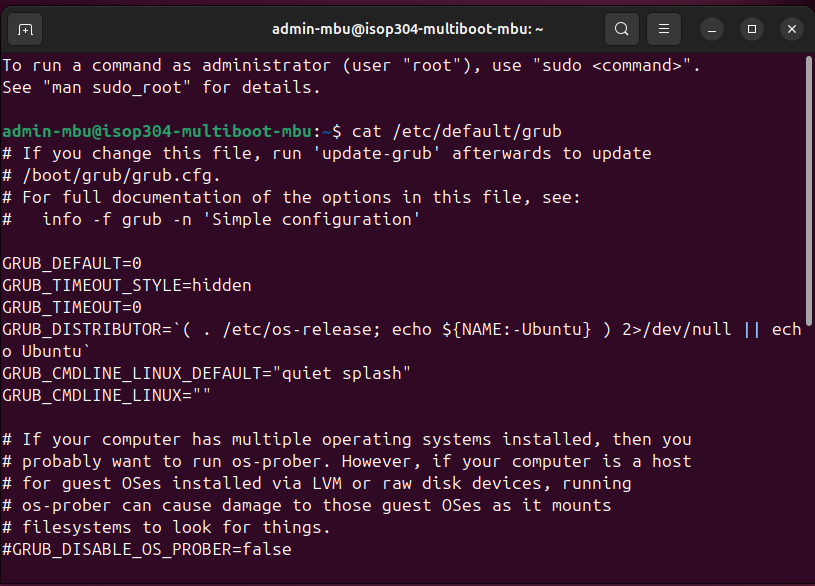 admin-mbu@isop304-multiboot-mbu: ~
To run a command as administrator (user "root"), use "sudo <command>".
See "man sudo_root" for details.
admin-mbu@isop304-multiboot-mbu:~$ cat /etc/default/grub
# If you change this file, run 'update-grub' afterwards to update
# /boot/grub/grub.cfg.
# For full documentation of the options in this file, see:
#   info -f grub -n 'Simple configuration'
GRUB_DEFAULT=0
GRUB_TIMEOUT_STYLE=hidden
GRUB_TIMEOUT=0
GRUB_DISTRIBUTOR=`( . /etc/os-release; echo ${NAME:-Ubuntu} ) 2>/dev/null || ech
o Ubuntu`
GRUB_CMDLINE_LINUX_DEFAULT="quiet splash"
GRUB_CMDLINE_LINUX=""
# If your computer has multiple operating systems installed, then you
# probably want to run os-prober. However, if your computer is a host
# for guest OSes installed via LVM or raw disk devices, running
# os-prober can cause damage to those guest OSes as it mounts
# filesystems to look for things.
#GRUB_DISABLE_OS_PROBER=false